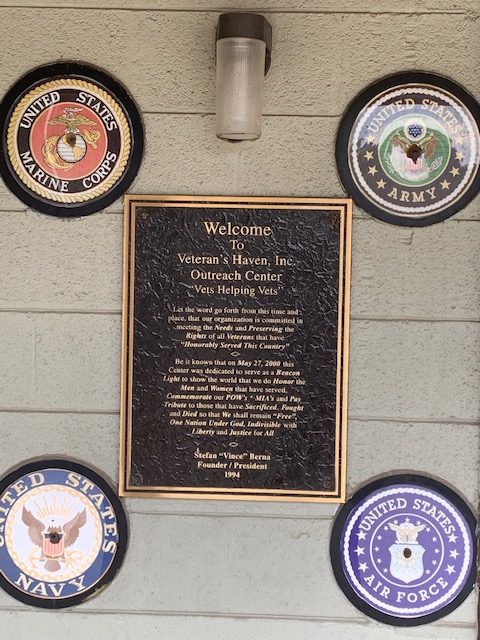 UNITED STATES
MARINE CORPS
UNITED STATES
ARMY
Welcome
To
Veteran's Haven, Inc.
Outreach Center
"Vets Helping Vets"
Let the word go forth from this time and
place, that our organization is committed in
meeting the Needs and Preserving the
Rights of all Veterans that have
"Honorably Served This Country"
Be it known that on May 27, 2000 this
Center was dedicated to serve as a Beacon
Light to show the world that we do Honor the
Men and Women that have served,
Commemorate our POW's * MIA's and Pay
Tribute to those that have Sacrificed, Fought
and Died so that We shall remain "Free",
One Nation Under God, Indivisible with
Liberty and Justice for All
Stefan "Vince" Berna
Founder / President
1994
UNITED STATES
NAVY
UNITED STATES
AIR FORCE